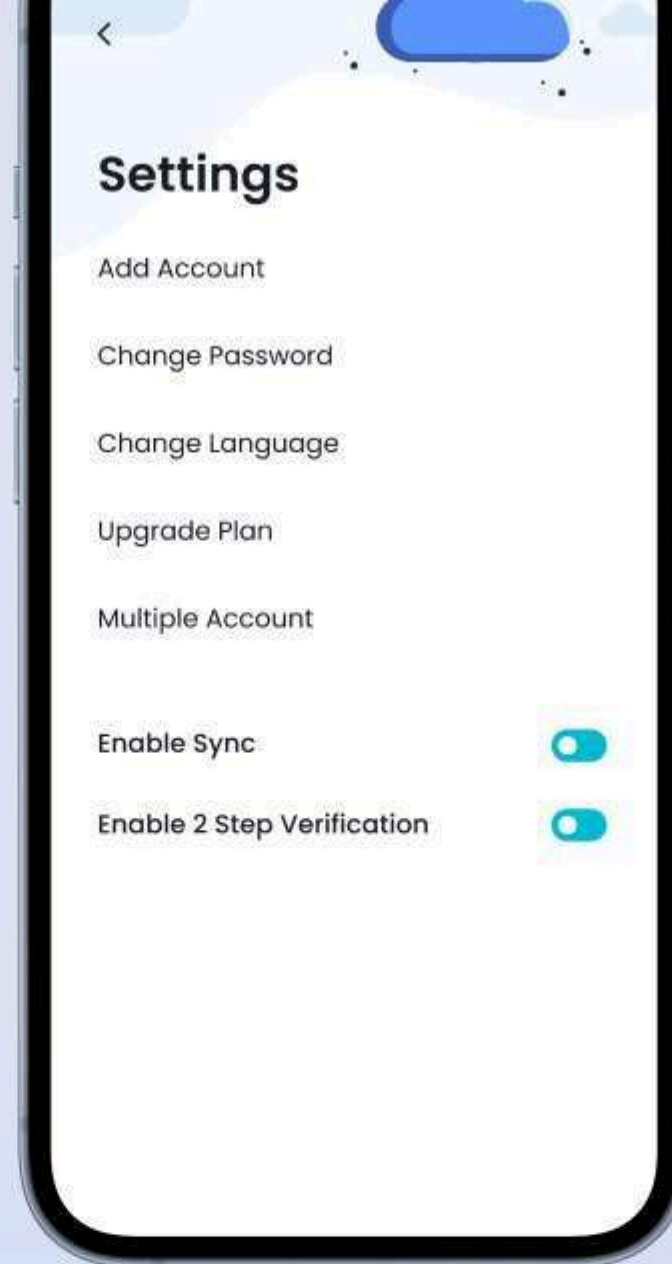 Settings
Add Account
Change Password
Change Language
Upgrade Plan
Multiple Account
Enable Sync
Enable 2 Step Verification